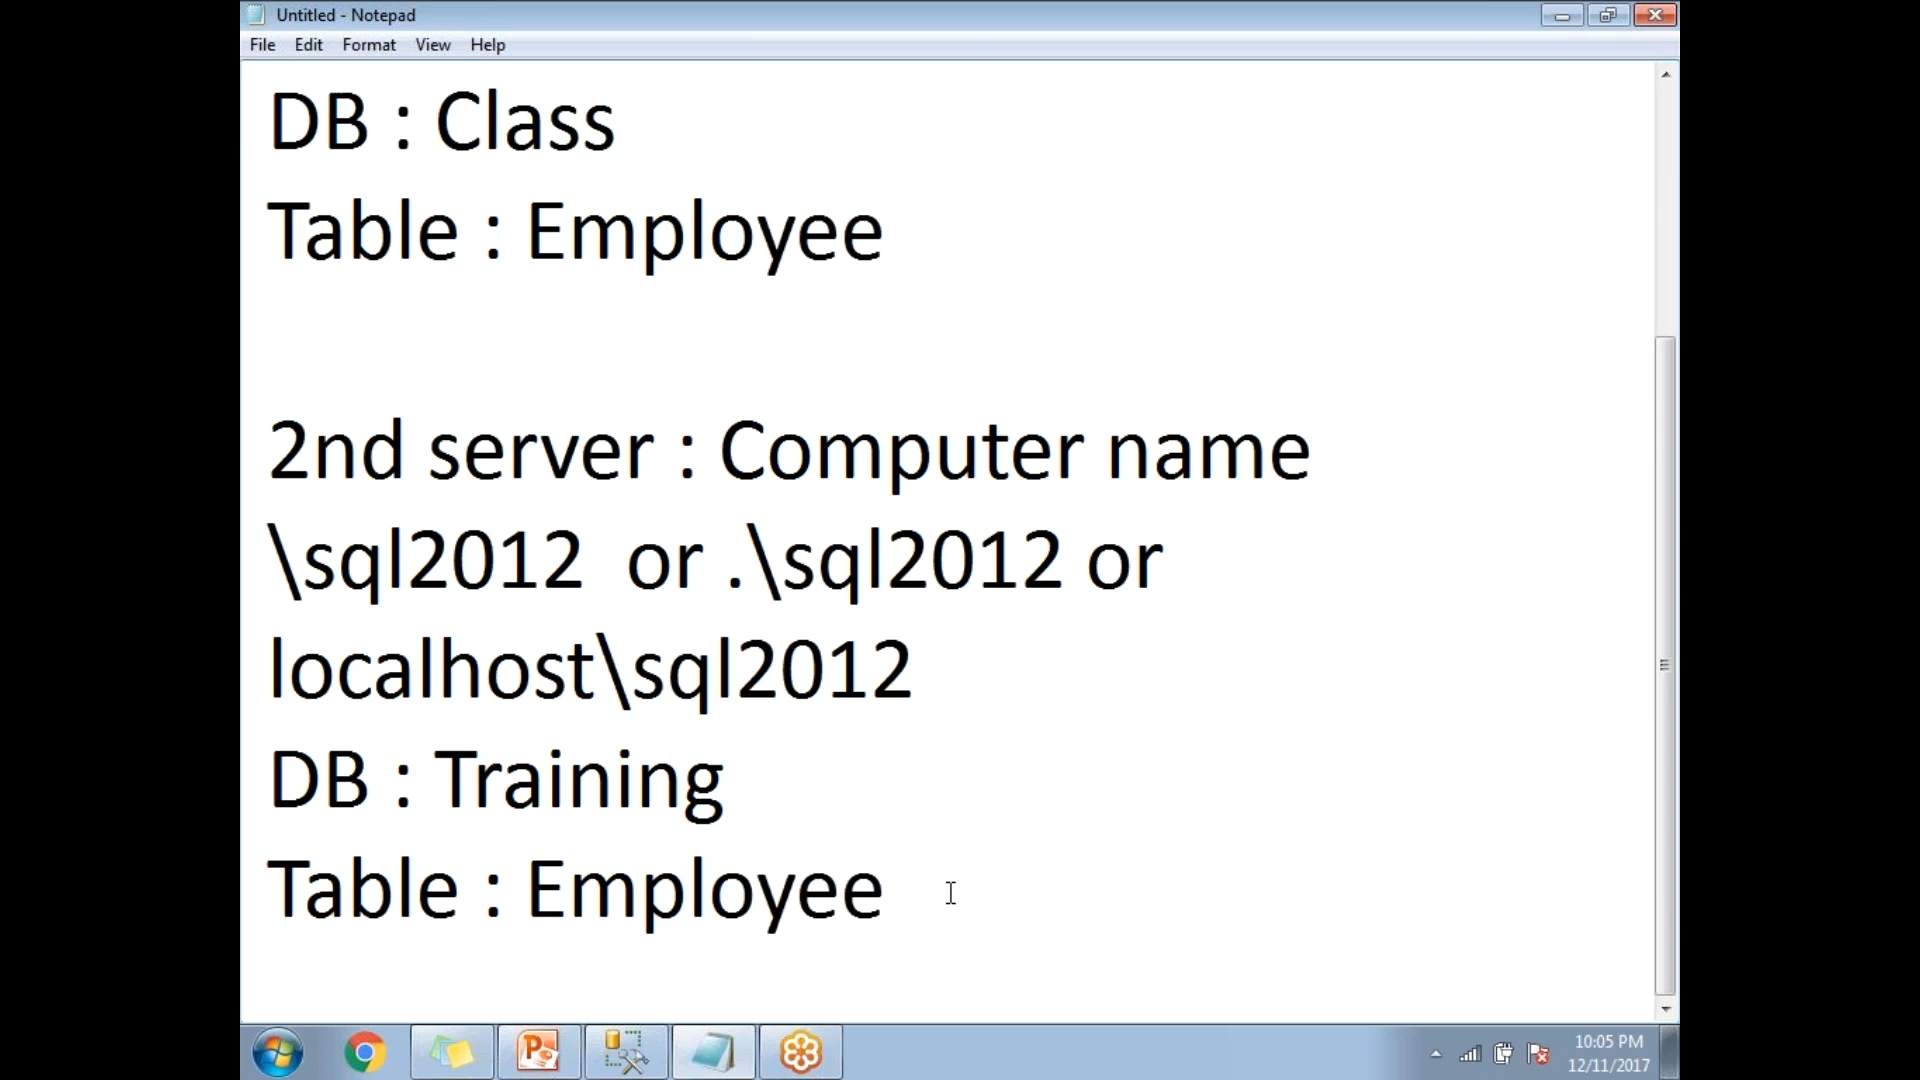 Untitled - Notepad
File Edit Format View Help
DB : Class
Table : Employee
2nd server : Computer name
\sql2012  or .\sql2012 or
localhost\sql2012
DB : Training
Table : Employee
10:05 PM
12/11/2017